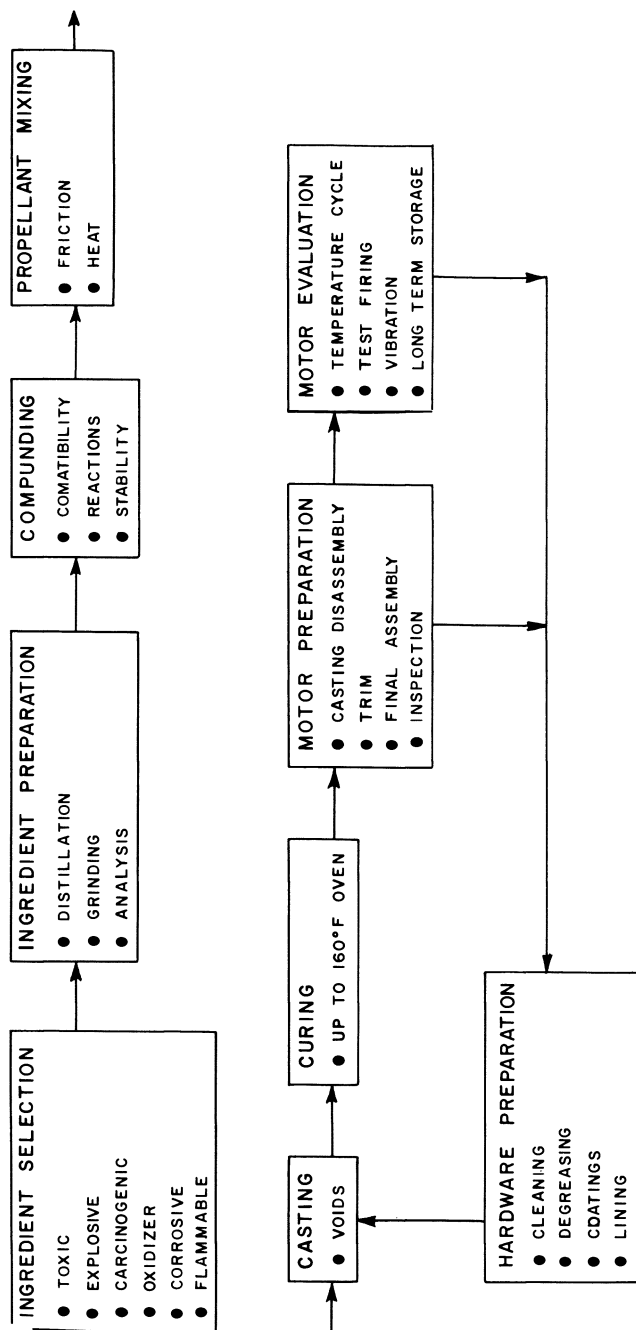 INGREDIENT SELECTION
● TOXIC
● EXPLOSIVE
● CARCINOGENIC
● OXIDIZER
● CORROSIVE
● FLAMMABLE
INGREDIENT PREPARATION
● DISTILLATION
● GRINDING
● ANALYSIS
COMPUNDING
● COMATIBILITY
● REACTIONS
● STABILITY
PROPELLANT MIXING
● FRICTION
● HEAT
CASTING
● VOIDS
CURING
● UP TO 160°F OVEN
MOTOR PREPARATION
● CASTING DISASSEMBLY
● TRIM
● FINAL ASSEMBLY
● INSPECTION
MOTOR EVALUATION
● TEMPERATURE CYCLE
● TEST FIRING
● VIBRATION
● LONG TERM STORAGE
HARDWARE PREPARATION
● CLEANING
● DEGREASING
● COATINGS
● LINING